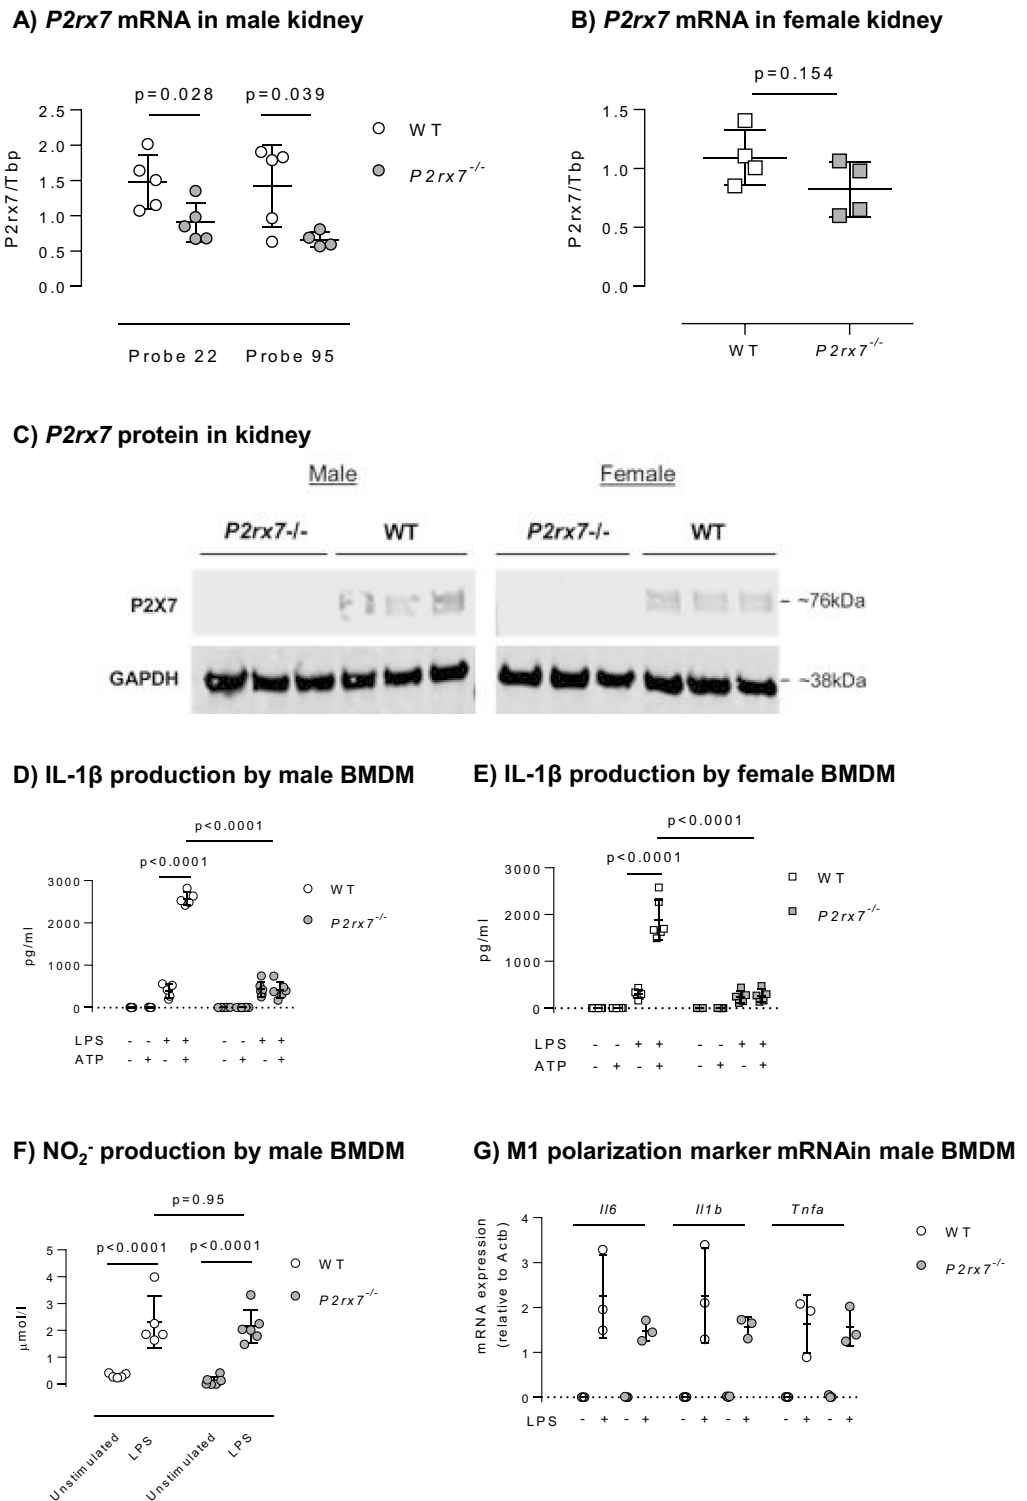 A) P2rx7 mRNA in male kidney
p=0.028 p=0.039
2.5
2.0
1.5
1.0
0.5
0.0
P2rx7/Tbp
WT
P2rx7-/-
Probe 22 Probe 95
B) P2rx7 mRNA in female kidney
p=0.154
1.5
1.0
0.5
0.0
P2rx7/Tbp
WT P2rx7-/-
C) P2rx7 protein in kidney
Male Female
P2rx7-/- WT P2rx7-/- WT
P2X7 ~76kDa
GAPDH ~38kDa
D) IL-1β production by male BMDM
p<0.0001
p<0.0001
3000
2000
1000
0
pg/ml
WT
P2rx7-/-
LPS - - + + - - + +
ATP - + - + - + - +
E) IL-1β production by female BMDM
p<0.0001
p<0.0001
3000
2000
1000
0
pg/ml
WT
P2rx7-/-
LPS - - + + - - + +
ATP - + - + - + - +
F) NO2- production by male BMDM
p=0.95
p<0.0001 p<0.0001
5
4
3
2
1
0
μmol/l
WT
P2rx7-/-
Unstimulated LPS Unstimulated LPS
G) M1 polarization marker mRNAin male BMDM
Il6 Il1b Tnfa
4
3
2
1
0
mRNA expression
(relative to Actb)
WT
P2rx7-/-
LPS - + - + - + - + - + - +